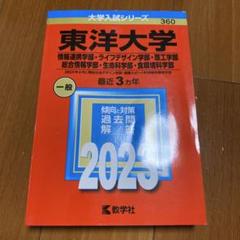 大学入試シリーズ
360
東洋大学
情報連携学部・ライフデザイン学部・理工学部
総合情報学部・生命科学部・食環境科学部
最近3カ年
一般
傾向と対策
過去問
解答
2023
教学社